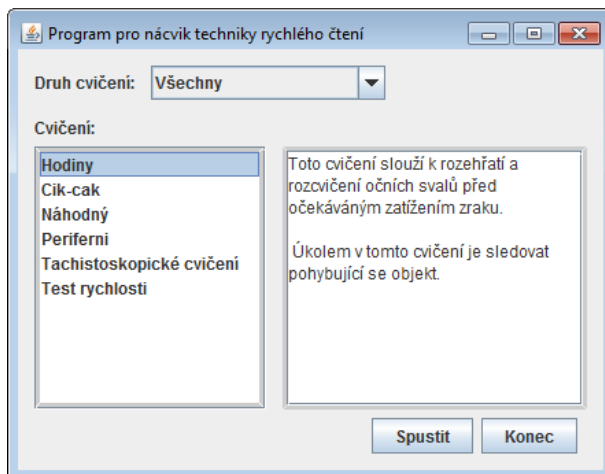 Program pro nácvik techniky rychlého čtení
Druh cvičení: Všechny
Cvičení:
Hodiny
Cik-cak
Náhodný
Periferni
Tachistoskopické cvičení
Test rychlosti
Toto cvičení slouží k rozehřatí a
rozcvičení očních svalů před
očekáváným zatížením zraku.
Úkolem v tomto cvičení je sledovat
pohybující se objekt.
Spustit Konec